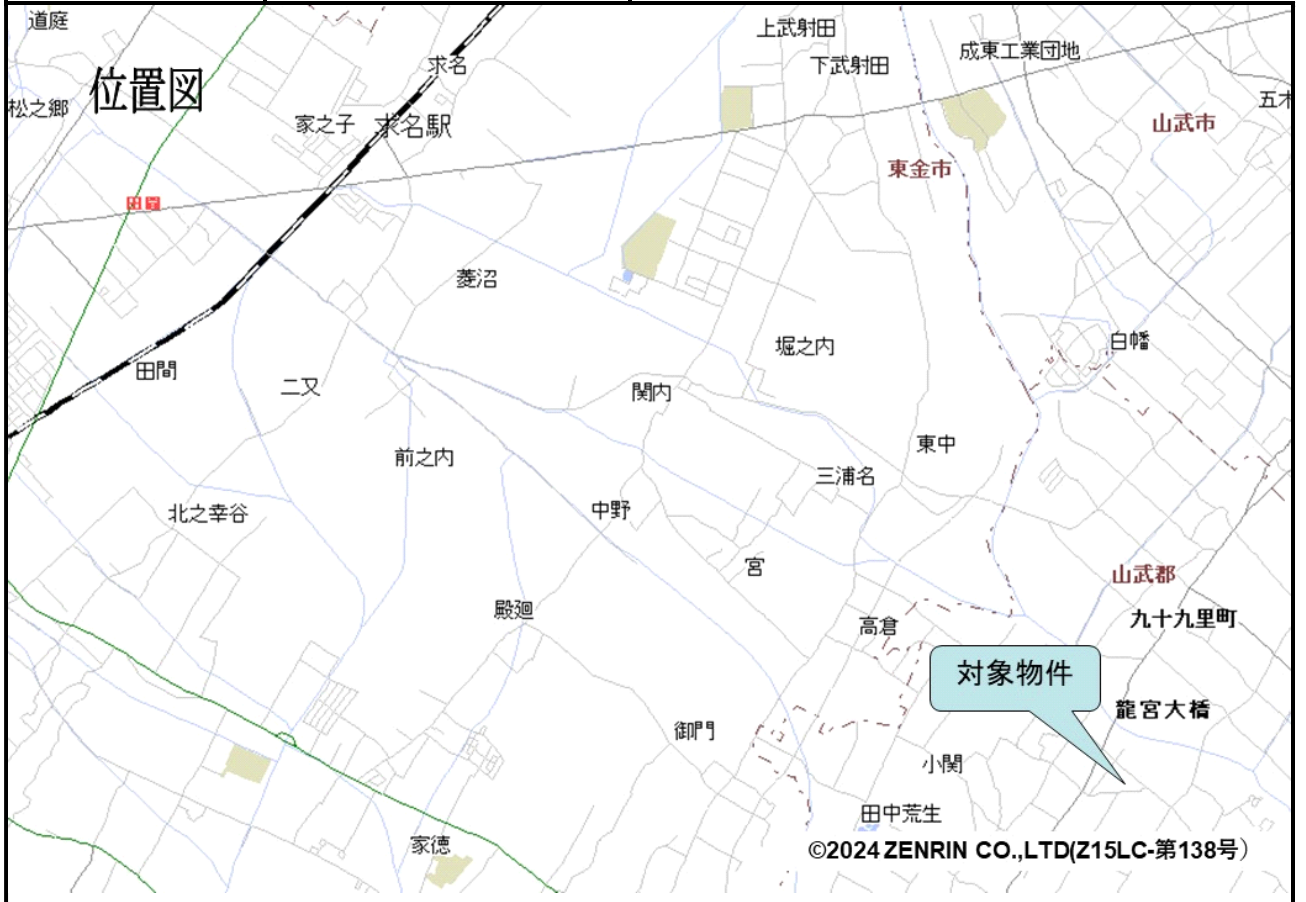 道庭
上武射田
成東工業団地
求名
下武射田
位置図
松之郷
五木
家之子
求名駅
山武市
東金市
菱沼
堀之内
白幡
田間
二又
関内
東中
前之内
三浦名
北之幸谷
中野
宮
山武郡
殿廻
九十九里町
高倉
対象物件
龍宮大橋
御門
小関
田中荒生
家徳
©2024 ZENRIN CO.,LTD(Z15LC-第138号）